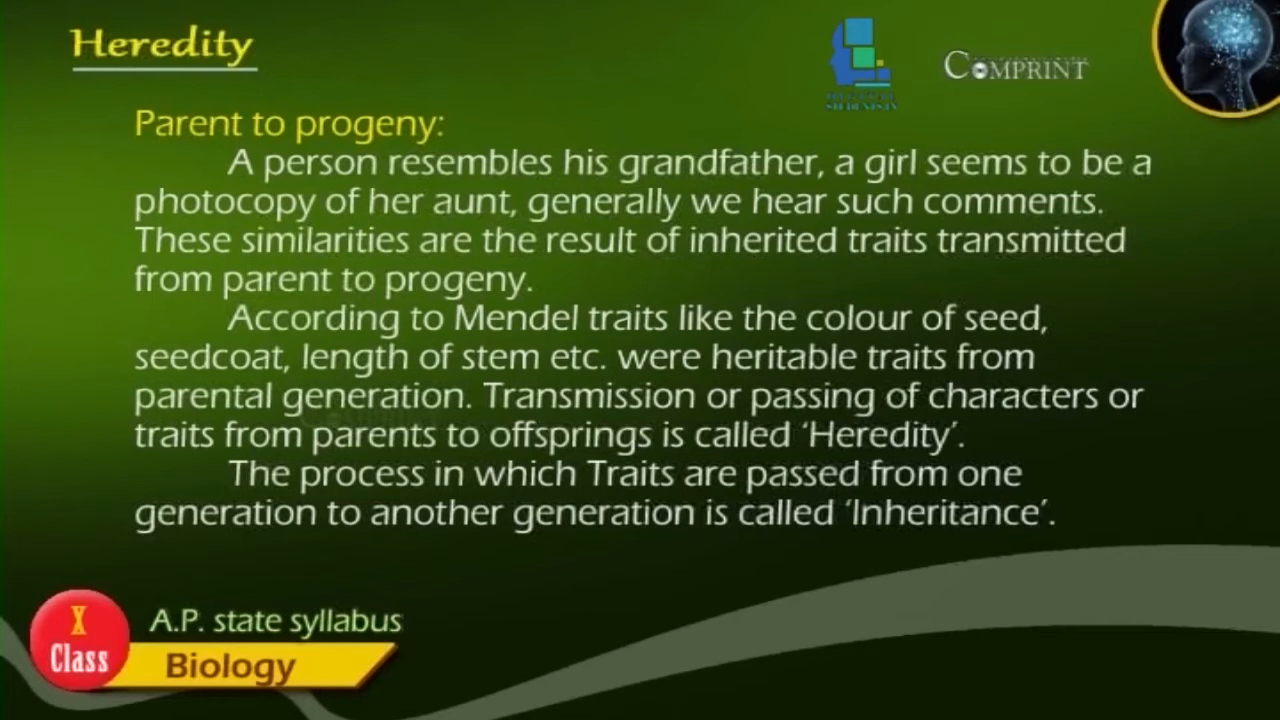 Heredity
COMPRINT
Parent to progeny:
A person resembles his grandfather, a girl seems to be a
photocopy of her aunt, generally we hear such comments.
These similarities are the result of inherited traits transmitted
from parent to progeny.
According to Mendel traits like the colour of seed,
seedcoat, length of stem etc. were heritable traits from
parental generation. Transmission or passing of characters or
traits from parents to offsprings is called ‘Heredity’.
The process in which Traits are passed from one
generation to another generation is called ‘Inheritance’.
X
Class
A.P. state syllabus
Biology